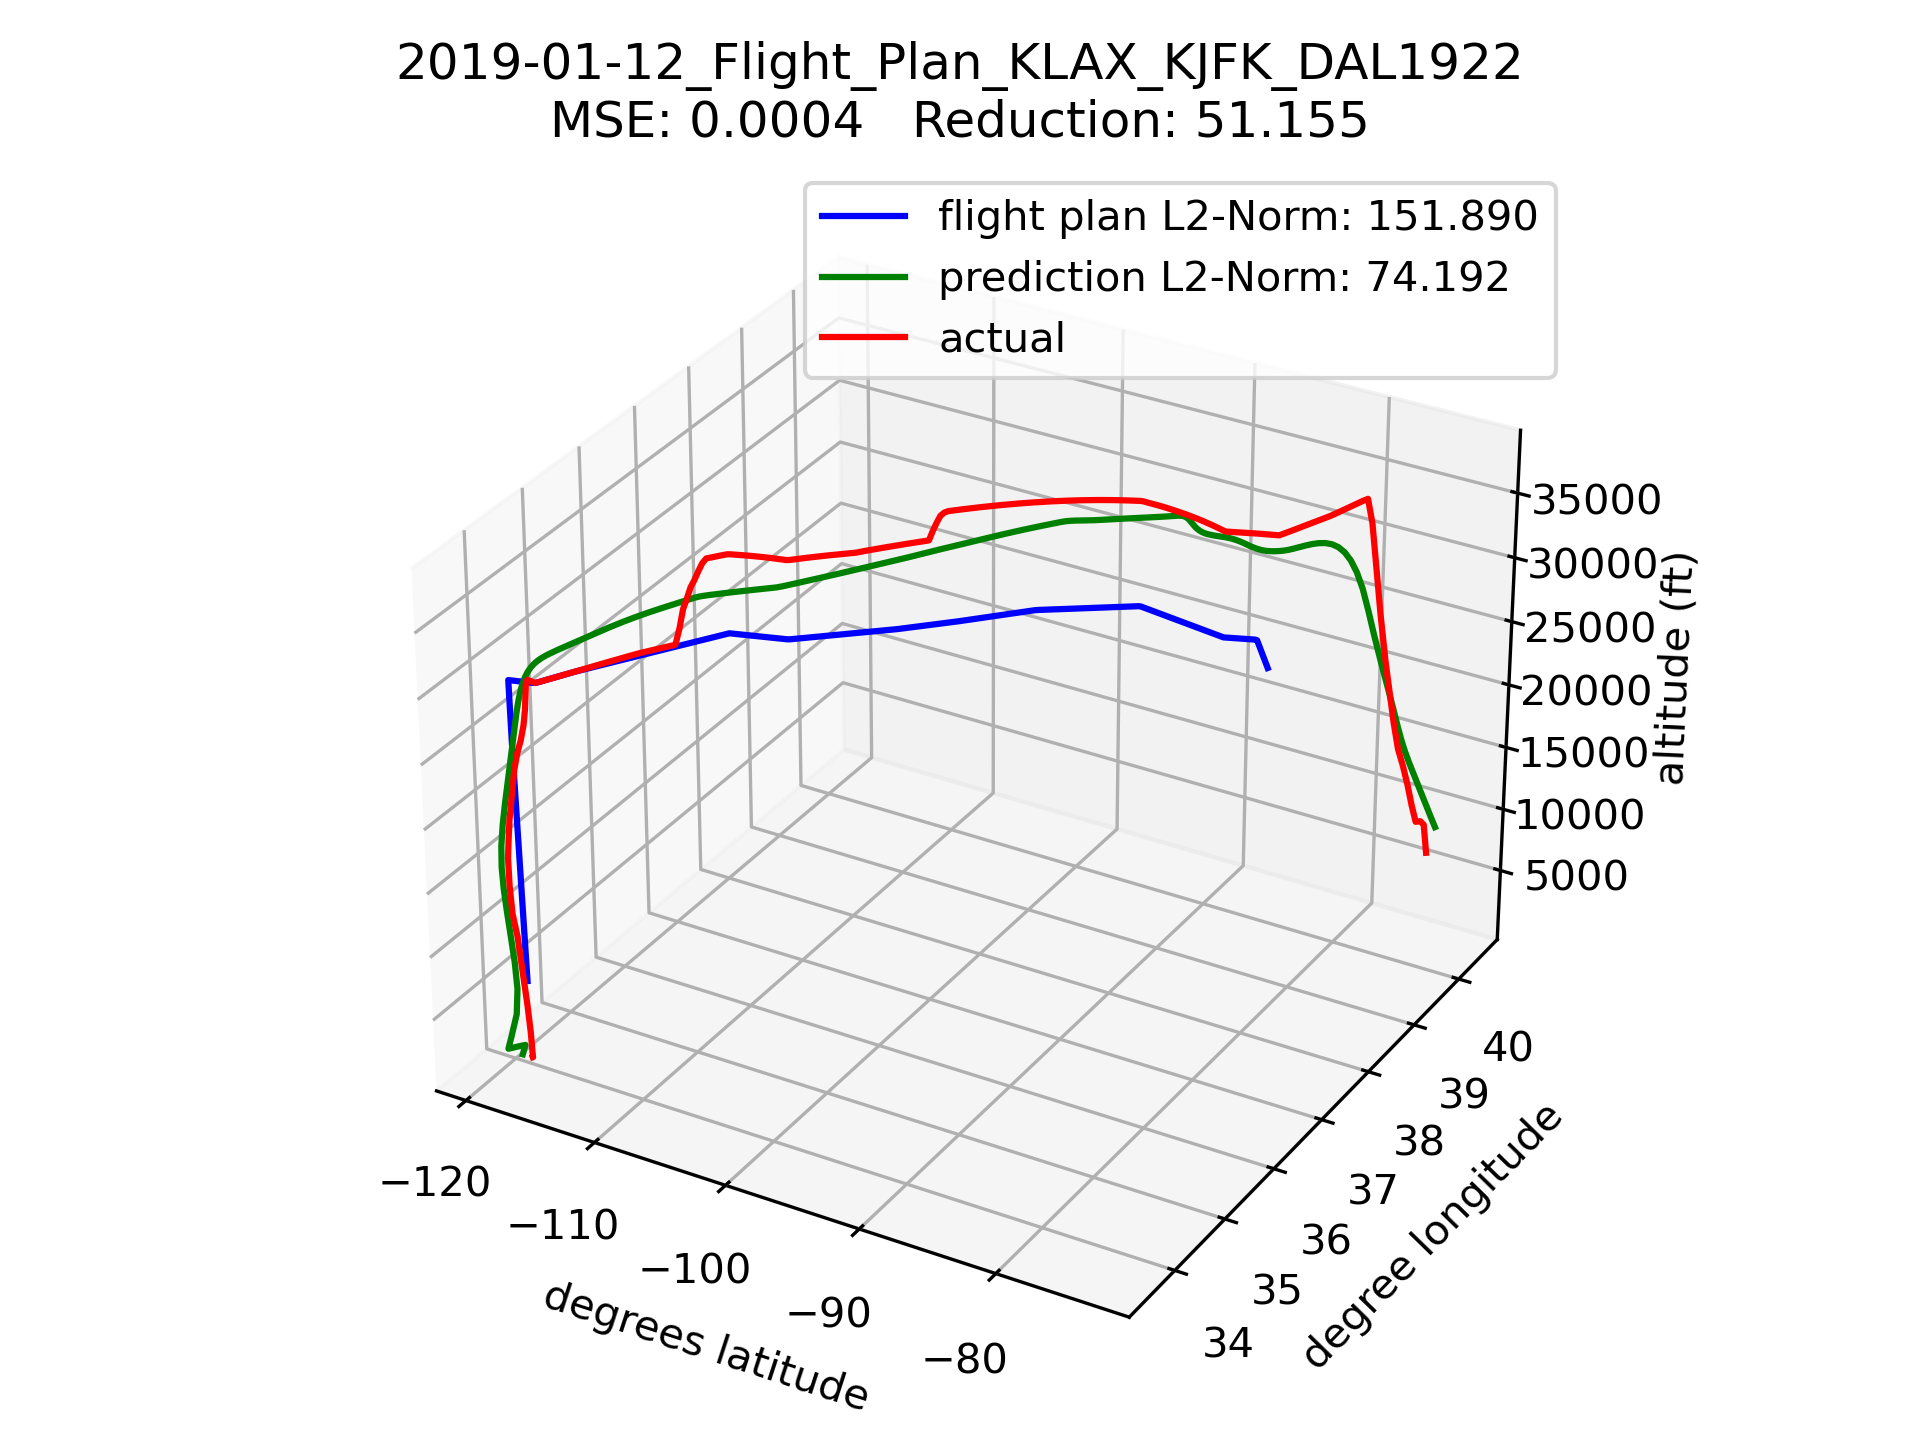 2019-01-12_Flight_Plan_KLAX_KJFK_DAL1922
MSE: 0.0004   Reduction: 51.155
flight plan L2-Norm: 151.890
prediction L2-Norm: 74.192
actual
35000
30000
25000
20000
15000
10000
5000
altitude (ft)
40
39
38
37
36
35
34
degree longitude
−120
−110
−100
−90
−80
degrees latitude